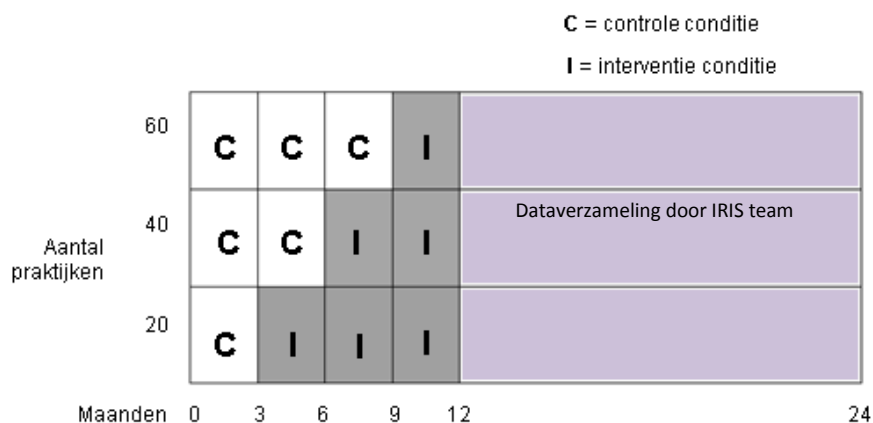 C = controle conditie
I = interventie conditie
60
C C C I
Dataverzameling door IRIS team
40
C C I I
Aantal
praktijken
20
C I I I
Maanden 0 3 6 9 12 24